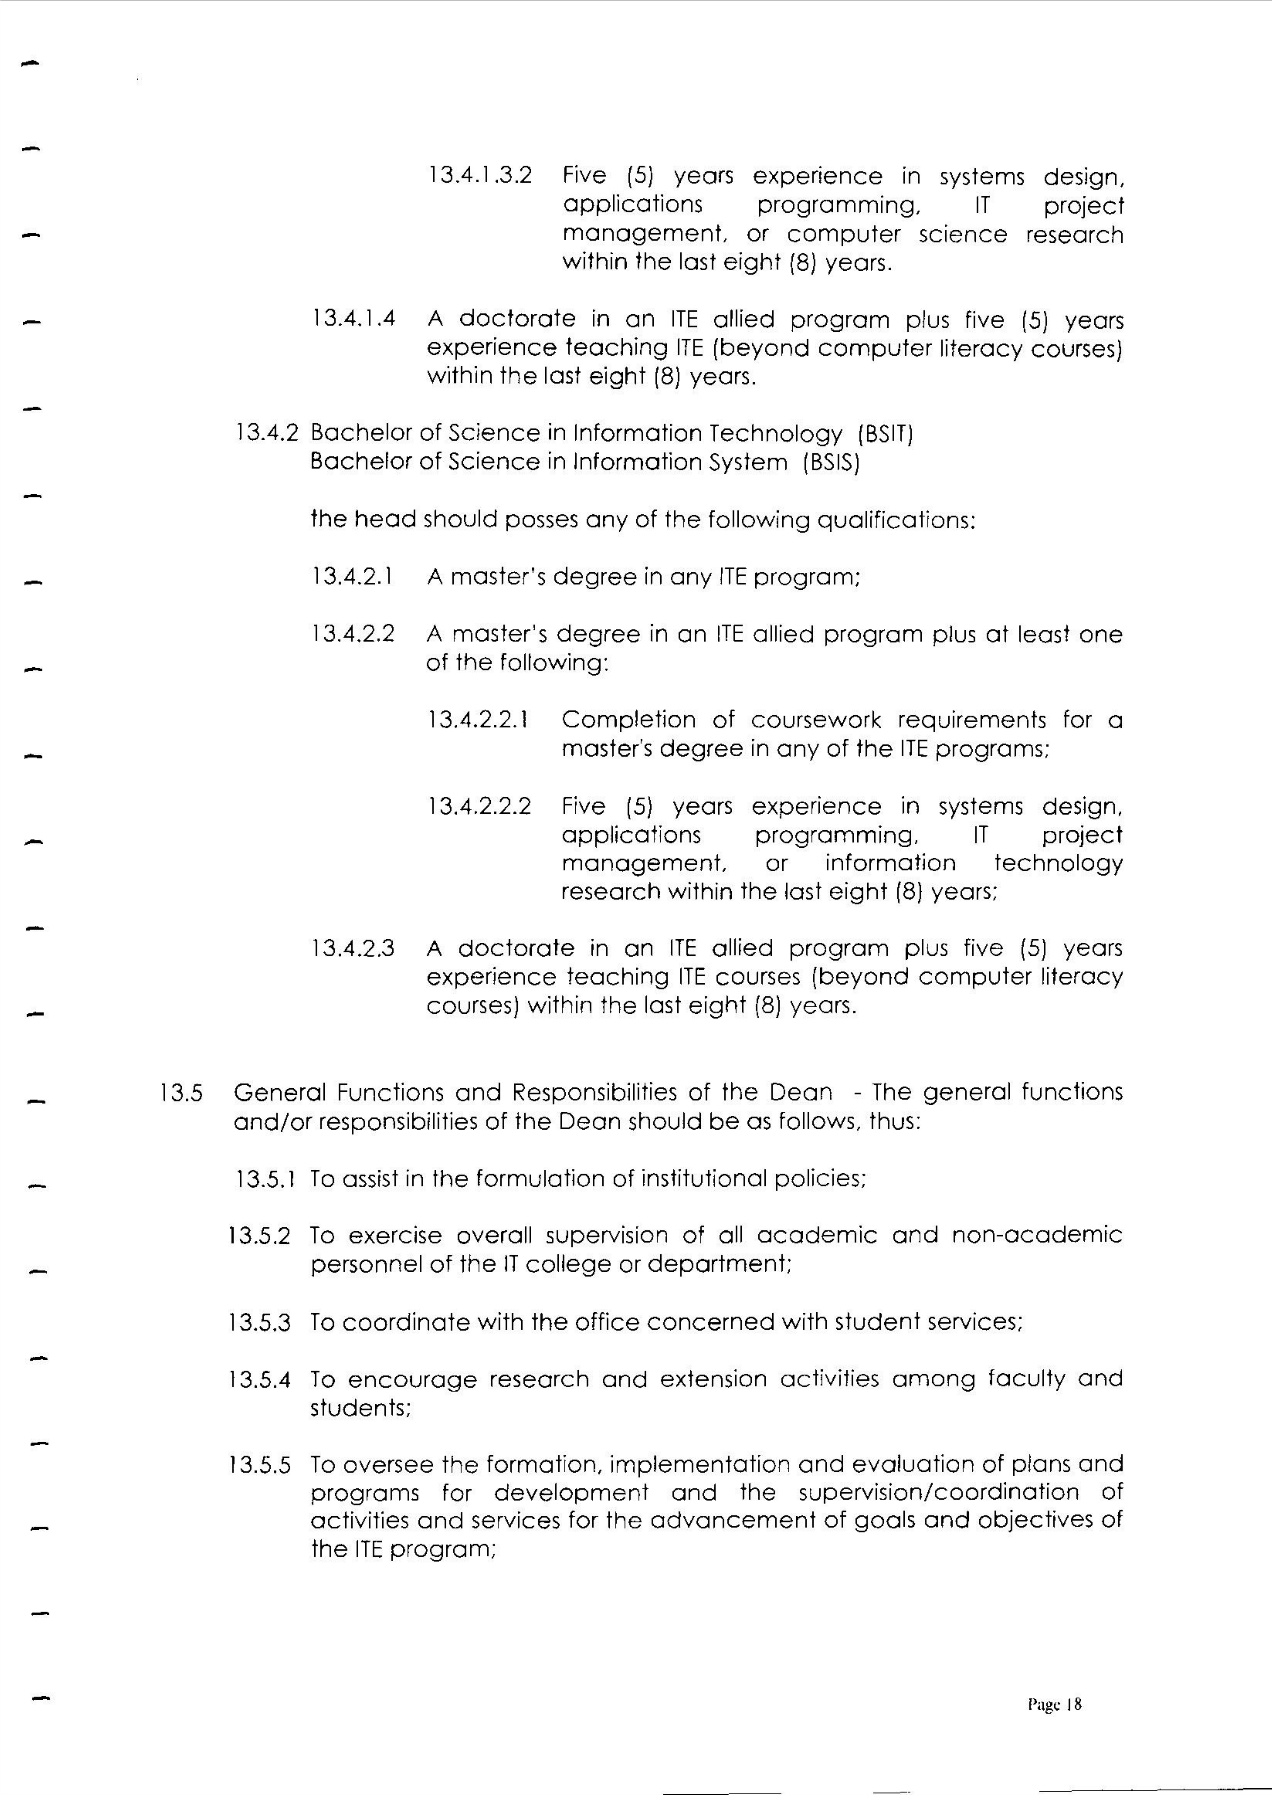 13.4.1.3.2 Five (5) years experience in systems design,
applications programming, IT project
management, or computer science research
within the last eight (8) years.
13.4.1.4 A doctorate in an ITE allied program plus five (5) years
experience teaching ITE (beyond computer literacy courses)
within the last eight (8) years.
13.4.2 Bachelor of Science in Information Technology (BSIT)
Bachelor of Science in Information System (BSIS)
the head should posses any of the following qualifications:
13.4.2.1 A master's degree in any ITE program;
13.4.2.2 A master's degree in an ITE allied program plus at least one
of the following:
13.4.2.2.1 Completion of coursework requirements for a
master's degree in any of the ITE programs;
13.4.2.2.2 Five (5) years experience in systems design,
applications programming, IT project
management, or information technology
research within the last eight (8) years;
13.4.2.3 A doctorate in an ITE allied program plus five (5) years
experience teaching ITE courses (beyond computer literacy
courses) within the last eight (8) years.
13.5 General Functions and Responsibilities of the Dean - The general functions
and/or responsibilities of the Dean should be as follows, thus:
13.5.1 To assist in the formulation of institutional policies;
13.5.2 To exercise overall supervision of all academic and non-academic
personnel of the IT college or department;
13.5.3 To coordinate with the office concerned with student services;
13.5.4 To encourage research and extension activities among faculty and
students;
13.5.5 To oversee the formation, implementation and evaluation of plans and
programs for development and the supervision/coordination of
activities and services for the advancement of goals and objectives of
the ITE program;
Page 18